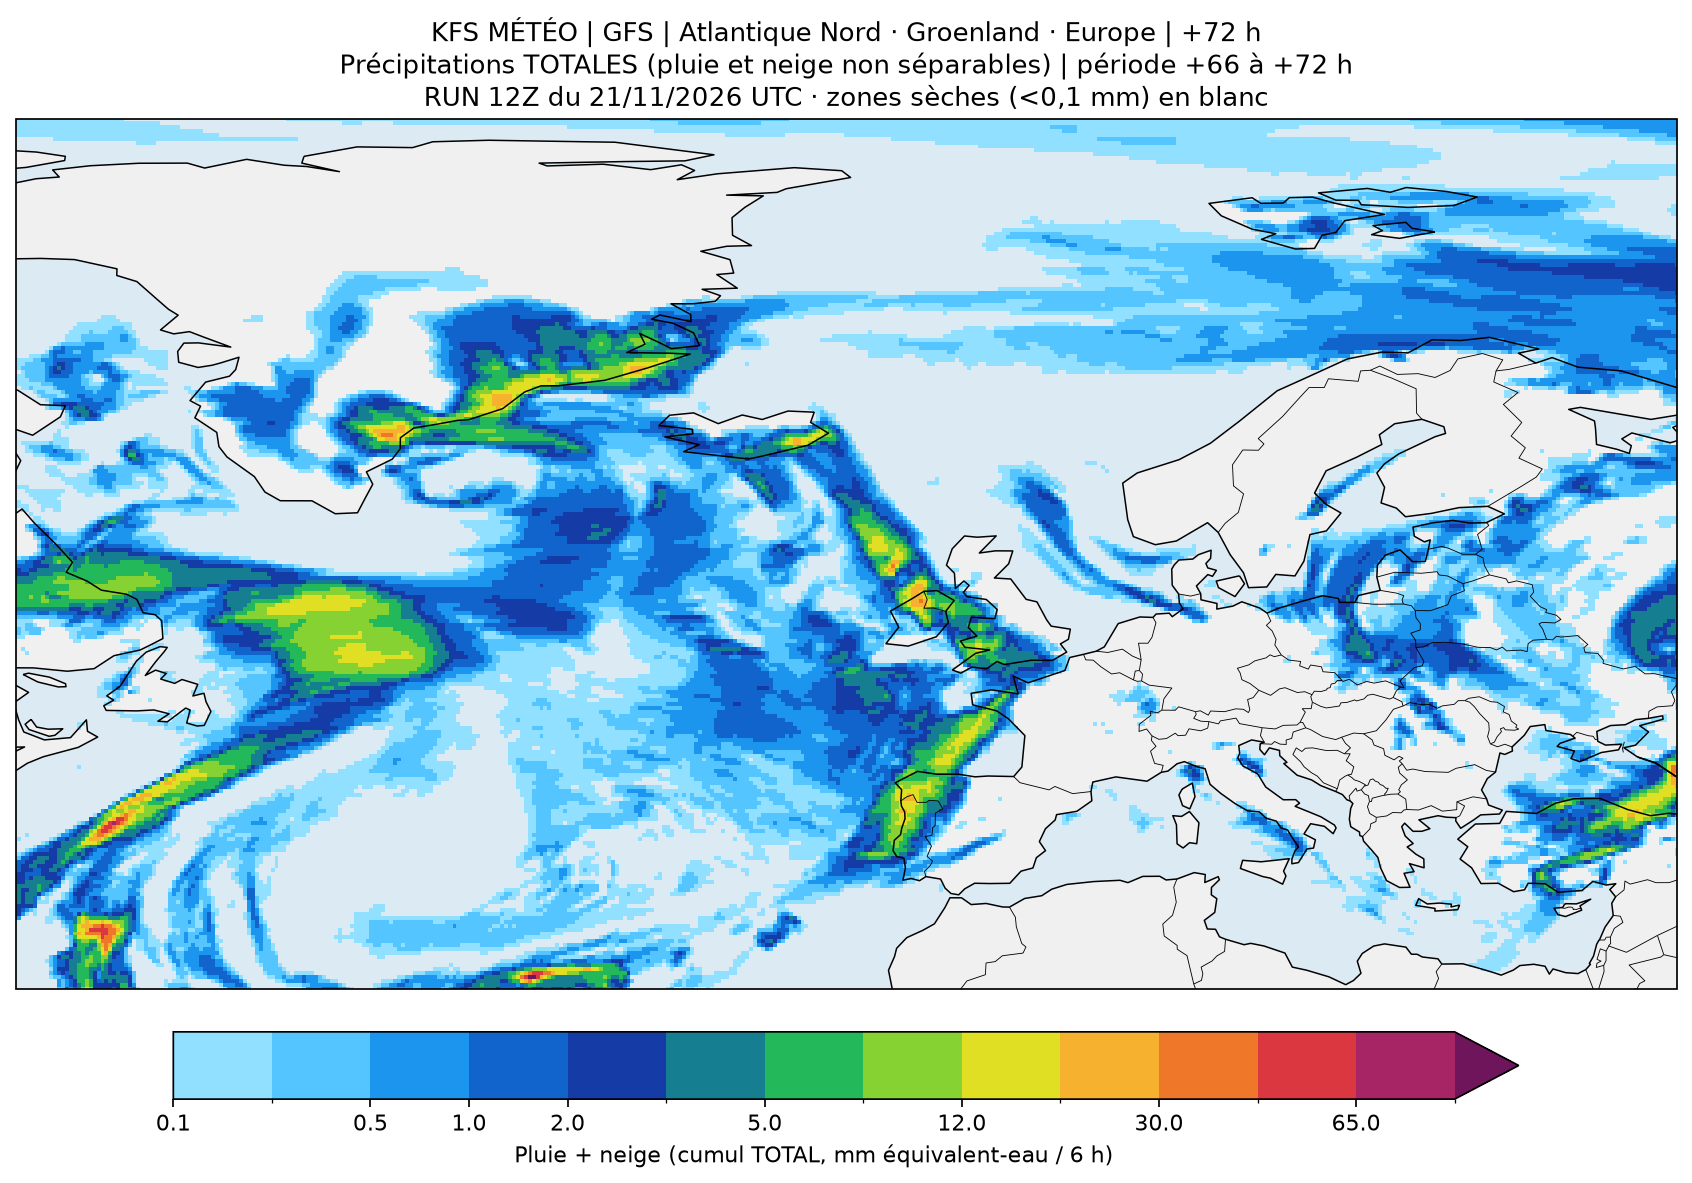 KFS MÉTÉO | GFS | Atlantique Nord · Groenland · Europe | +72 h
Précipitations TOTALES (pluie et neige non séparables) | période +66 à +72 h
RUN 12Z du 21/11/2026 UTC · zones sèches (<0,1 mm) en blanc
0.1 0.5 1.0 2.0 5.0 12.0 30.0 65.0
Pluie + neige (cumul TOTAL, mm équivalent-eau / 6 h)